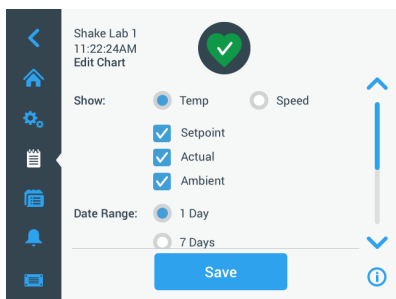 Shake Lab 1
11:22:24AM
Edit Chart
Show: Temp Speed
Setpoint
Actual
Ambient
Date Range: 1 Day
7 Days
Save